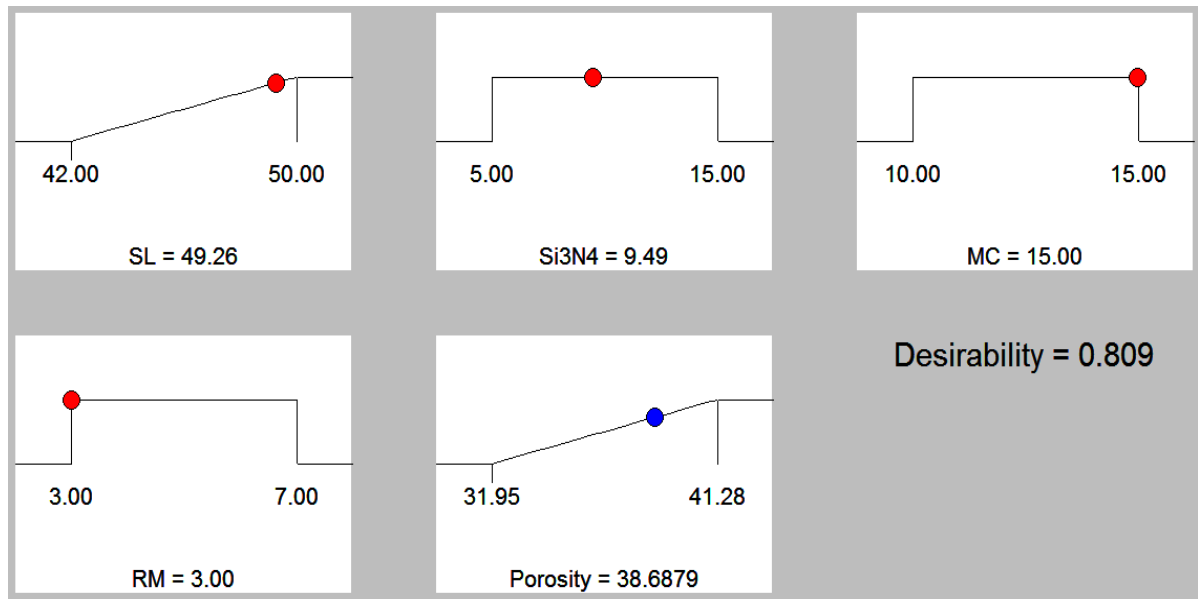 42.00 50.00
SL = 49.26
5.00 15.00
Si3N4 = 9.49
10.00 15.00
MC = 15.00
3.00 7.00
RM = 3.00
31.95 41.28
Porosity = 38.6879
Desirability = 0.809